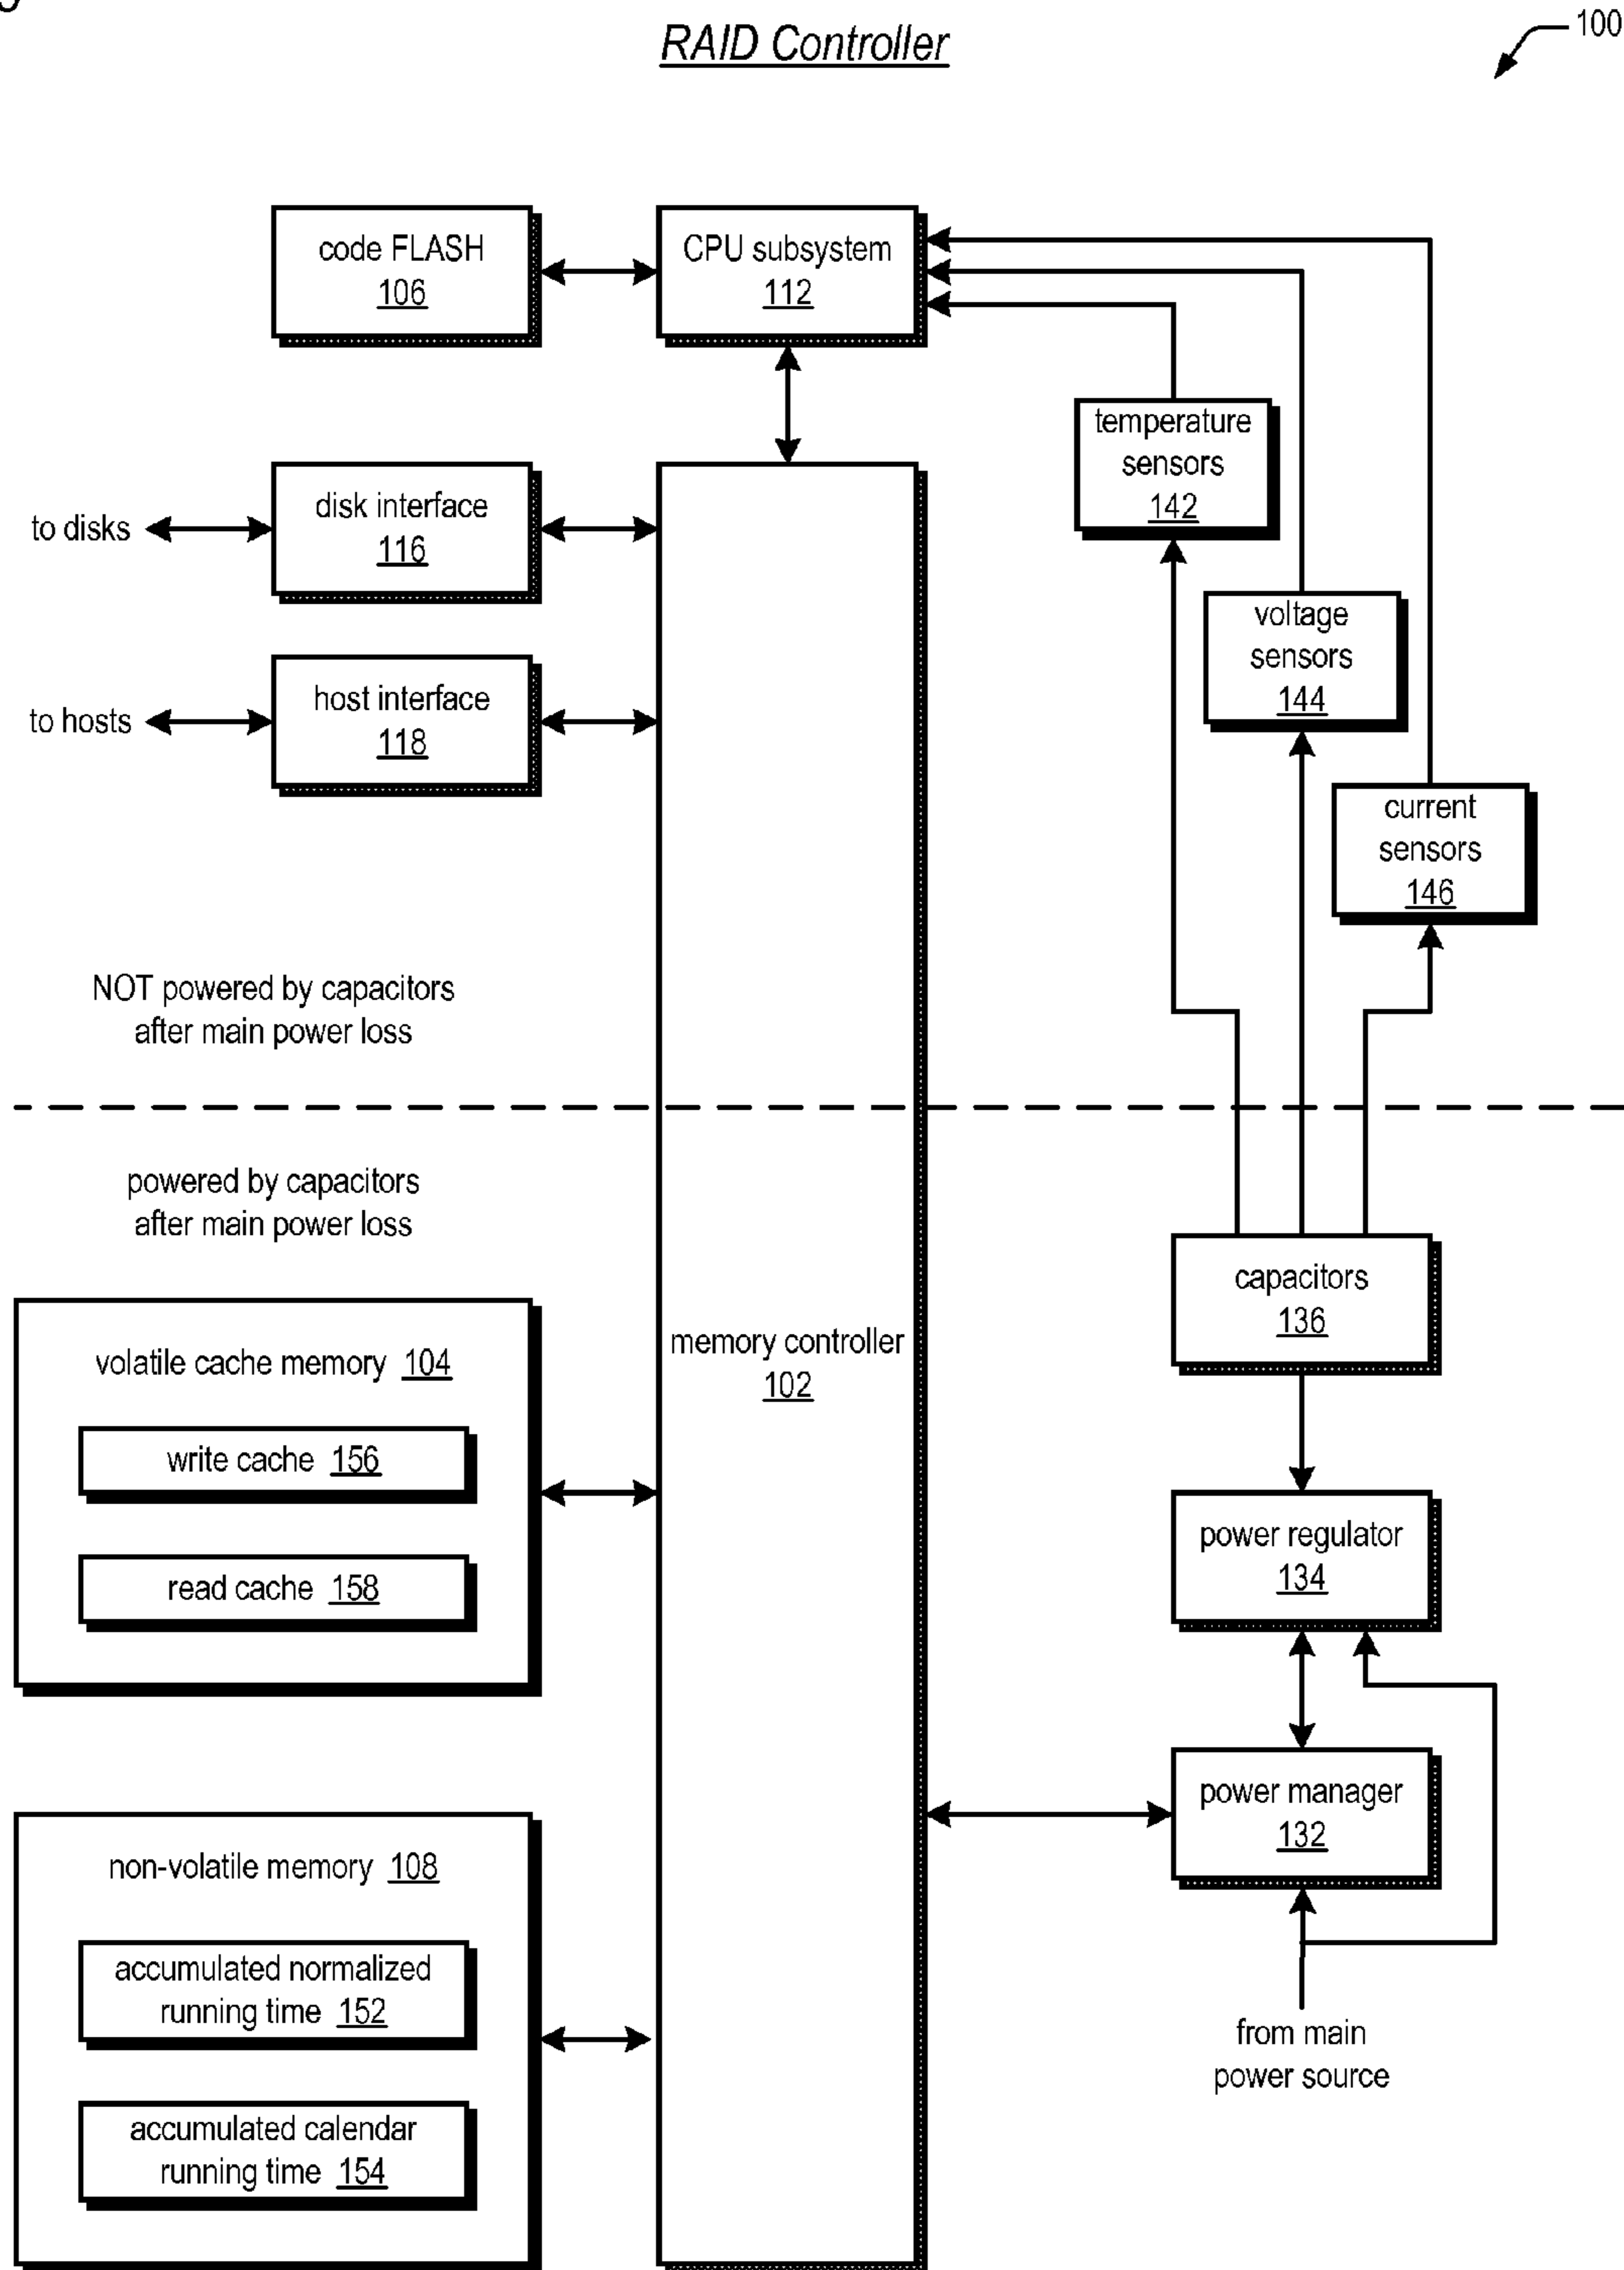 RAID Controller
100
code FLASH
106
CPU subsystem
112
temperature
sensors
142
to disks
disk interface
116
voltage
sensors
144
to hosts
host interface
118
current
sensors
146
NOT powered by capacitors
after main power loss
powered by capacitors
after main power loss
capacitors
136
memory controller
102
volatile cache memory 104
write cache 156
read cache 158
power regulator
134
power manager
132
non-volatile memory 108
accumulated normalized
running time 152
accumulated calendar
running time 154
from main
power source